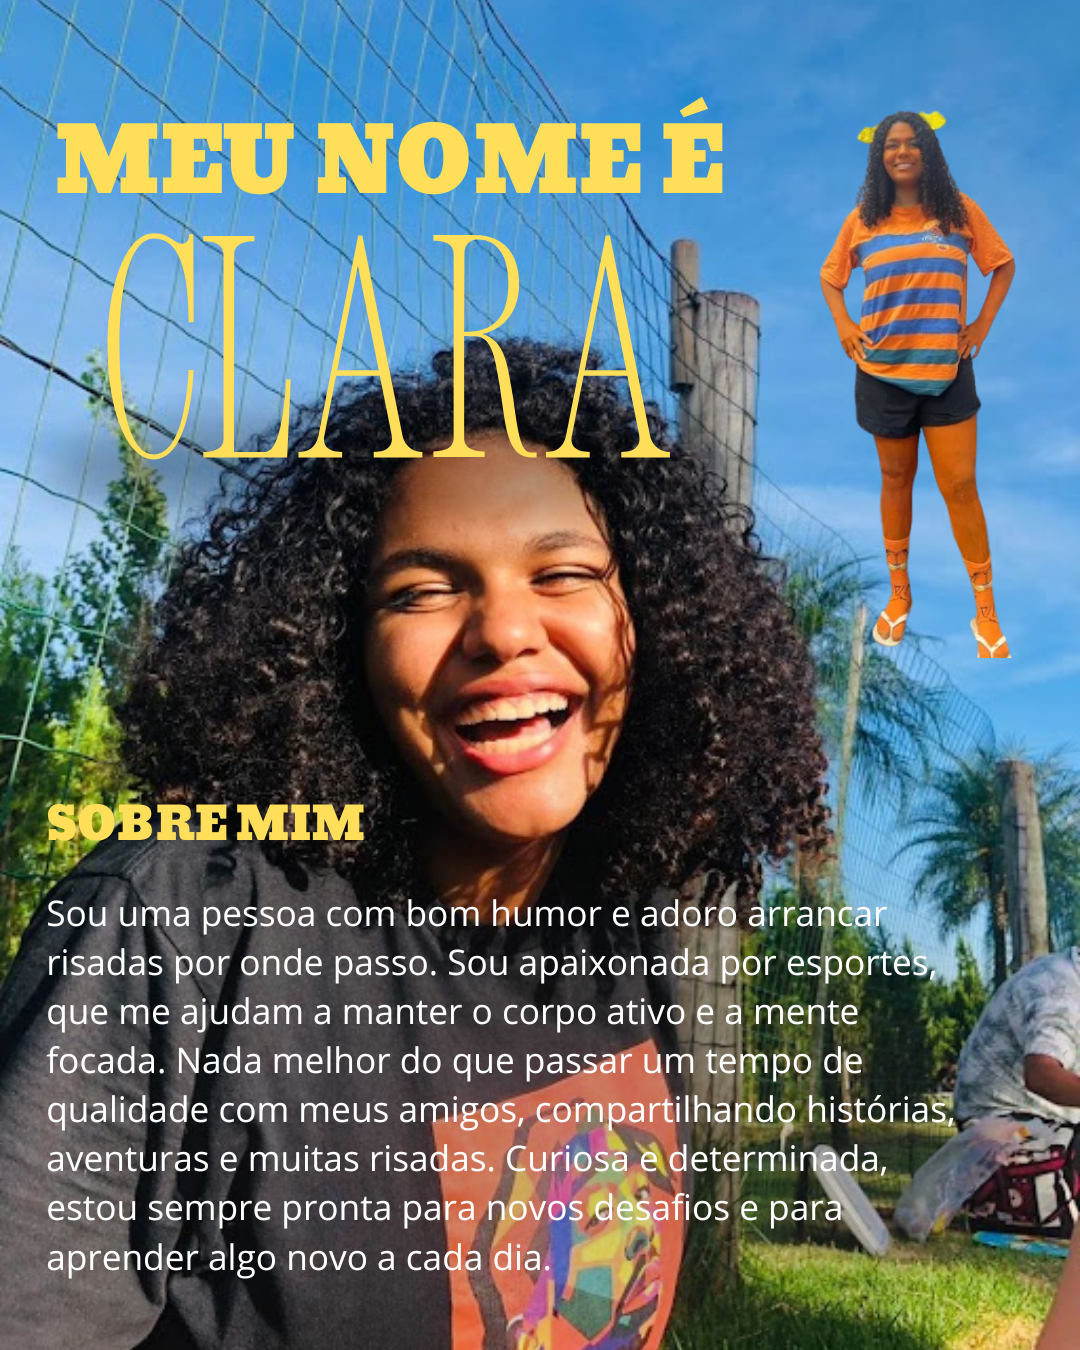 MEU NOME É
CLARA
SOBRE MIM
Sou uma pessoa com bom humor e adoro arrancar
risadas por onde passo. Sou apaixonada por esportes,
que me ajudam a manter o corpo ativo e a mente
focada. Nada melhor do que passar um tempo de
qualidade com meus amigos, compartilhando histórias,
aventuras e muitas risadas. Curiosa e determinada,
estou sempre pronta para novos desafios e para
aprender algo novo a cada dia.